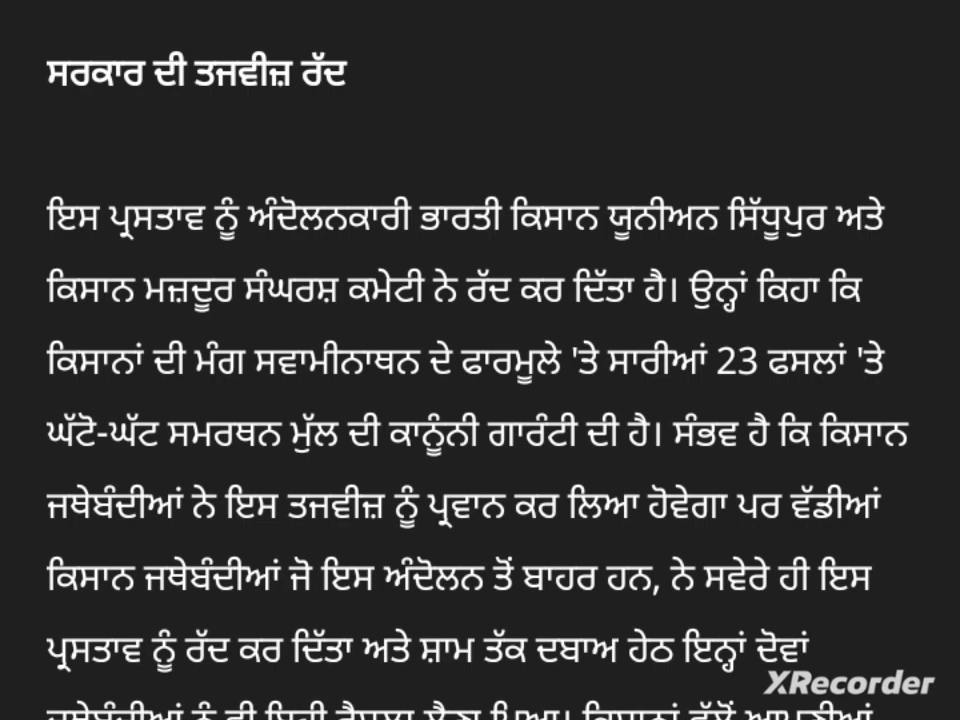 ਸਰਕਾਰ ਦੀ ਤਜਵੀਜ਼ ਰੱਦ
ਇਸ ਪ੍ਰਸਤਾਵ ਨੂੰ ਅੰਦੋਲਨਕਾਰੀ ਭਾਰਤੀ ਕਿਸਾਨ ਯੂਨੀਅਨ ਸਿੱਧੂਪੁਰ ਅਤੇ
ਕਿਸਾਨ ਮਜ਼ਦੂਰ ਸੰਘਰਸ਼ ਕਮੇਟੀ ਨੇ ਰੱਦ ਕਰ ਦਿੱਤਾ ਹੈ। ਉਨ੍ਹਾਂ ਕਿਹਾ ਕਿ
ਕਿਸਾਨਾਂ ਦੀ ਮੰਗ ਸਵਾਮੀਨਾਥਨ ਦੇ ਫਾਰਮੂਲੇ 'ਤੇ ਸਾਰੀਆਂ 23 ਫਸਲਾਂ 'ਤੇ
ਘੱਟੋ-ਘੱਟ ਸਮਰਥਨ ਮੁੱਲ ਦੀ ਕਾਨੂੰਨੀ ਗਾਰੰਟੀ ਦੀ ਹੈ। ਸੰਭਵ ਹੈ ਕਿ ਕਿਸਾਨ
ਜਥੇਬੰਦੀਆਂ ਨੇ ਇਸ ਤਜਵੀਜ਼ ਨੂੰ ਪ੍ਰਵਾਨ ਕਰ ਲਿਆ ਹੋਵੇਗਾ ਪਰ ਵੱਡੀਆਂ
ਕਿਸਾਨ ਜਥੇਬੰਦੀਆਂ ਜੋ ਇਸ ਅੰਦੋਲਨ ਤੋਂ ਬਾਹਰ ਹਨ, ਨੇ ਸਵੇਰੇ ਹੀ ਇਸ
ਪ੍ਰਸਤਾਵ ਨੂੰ ਰੱਦ ਕਰ ਦਿੱਤਾ ਅਤੇ ਸ਼ਾਮ ਤੱਕ ਦਬਾਅ ਹੇਠ ਇਨ੍ਹਾਂ ਦੋਵਾਂ
XRecorder